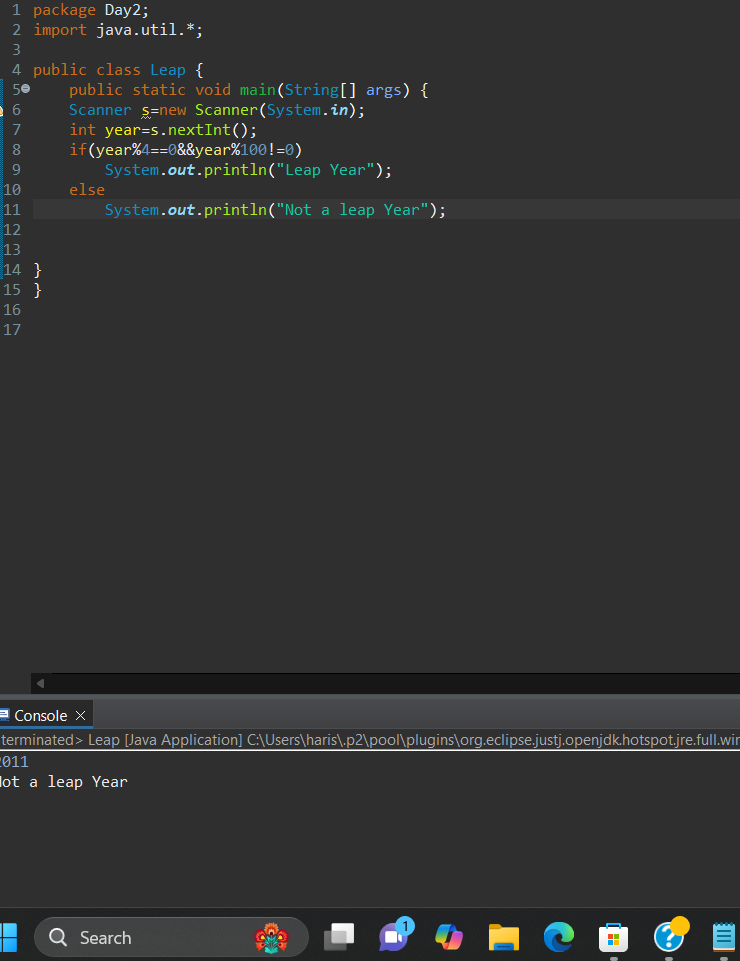 1 package Day2;
2 import java.util.*;
3
4 public class Leap {
5 public static void main(String[] args) {
6 Scanner s=new Scanner(System.in);
7 int year=s.nextInt();
8 if(year%4==0&&year%100!=0)
9 System.out.println("Leap Year");
10 else
11 System.out.println("Not a leap Year");
12
13
14 }
15 }
16
17
Console
terminated> Leap [Java Application] C:\Users\haris\.p2\pool\plugins\org.eclipse.justj.openjdk.hotspot.jre.full.win
2011
Not a leap Year
Search
1